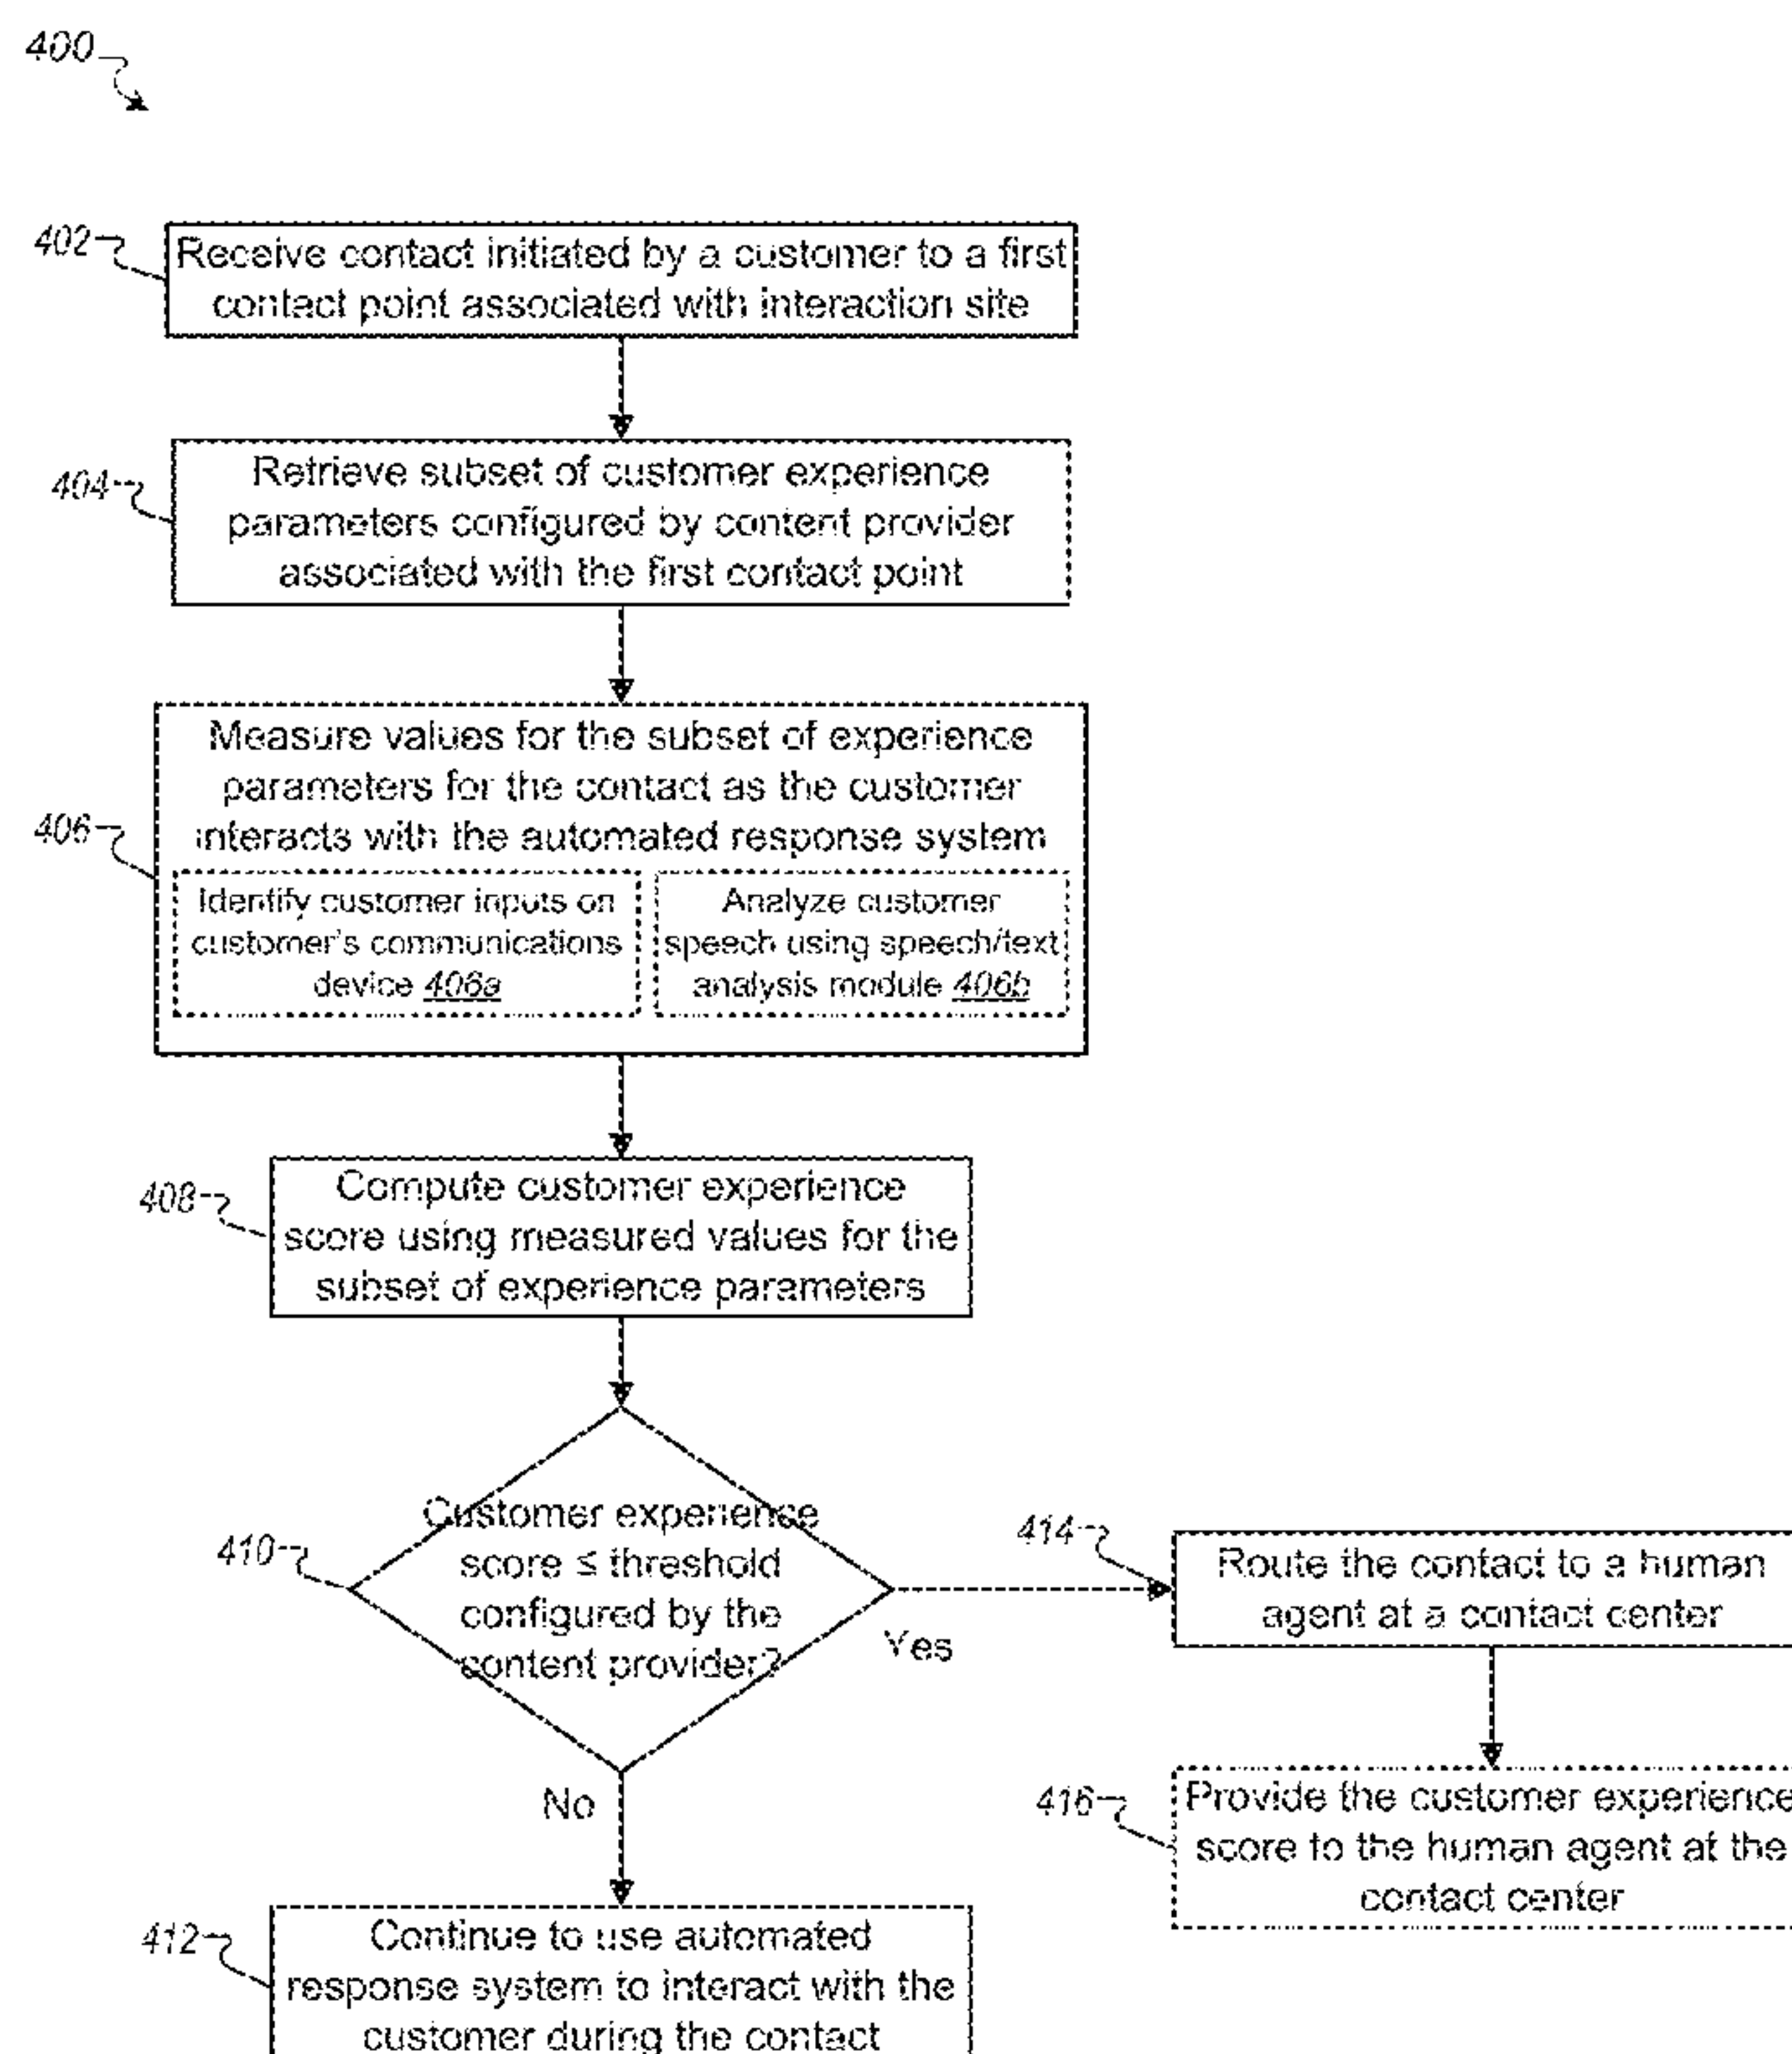 400
402
Receive contact initiated by a customer to a first
contact point associated with interaction site
404
Retrieve subset of customer experience
parameters configured by content provider
associated with the first contact point
406
Measure values for the subset of experience
parameters for the contact as the customer
interacts with the automated response system
Identify customer inputs on
customer's communications
device 406a
Analyze customer
speech using speech/text
analysis module 406b
408
Compute customer experience
score using measured values for the
subset of experience parameters
410
Customer experience
score ≤ threshold
configured by the
content provider?
Yes
No
414
Route the contact to a human
agent at a contact center
416
Provide the customer experience
score to the human agent at the
contact center
412
Continue to use automated
response system to interact with the
customer during the contact